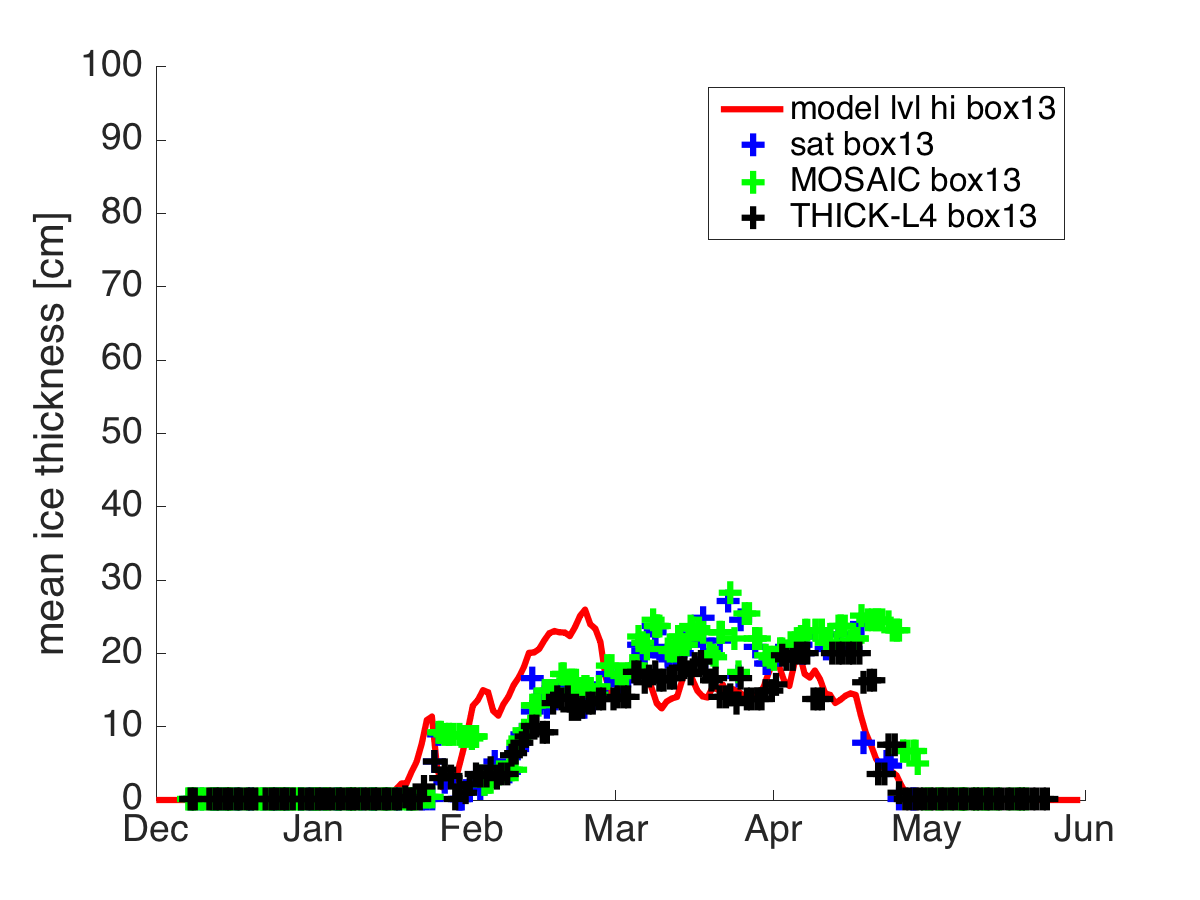 100
90
80
70
60
50
40
30
20
10
0
mean ice thickness [cm]
Dec Jan Feb Mar Apr May Jun
model lvl hi box13
sat box13
MOSAIC box13
THICK-L4 box13